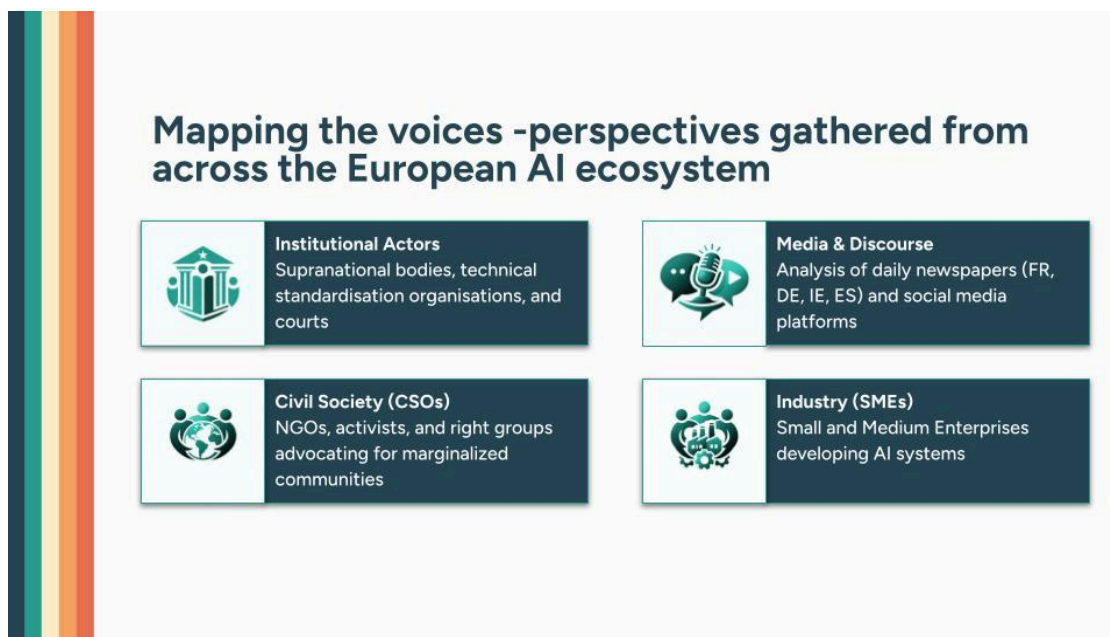 Mapping the voices -perspectives gathered from
across the European AI ecosystem
Institutional Actors
Supranational bodies, technical
standardisation organisations, and
courts
Media & Discourse
Analysis of daily newspapers (FR,
DE, IE, ES) and social media
platforms
Civil Society (CSOs)
NGOs, activists, and right groups
advocating for marginalized
communities
Industry (SMEs)
Small and Medium Enterprises
developing AI systems